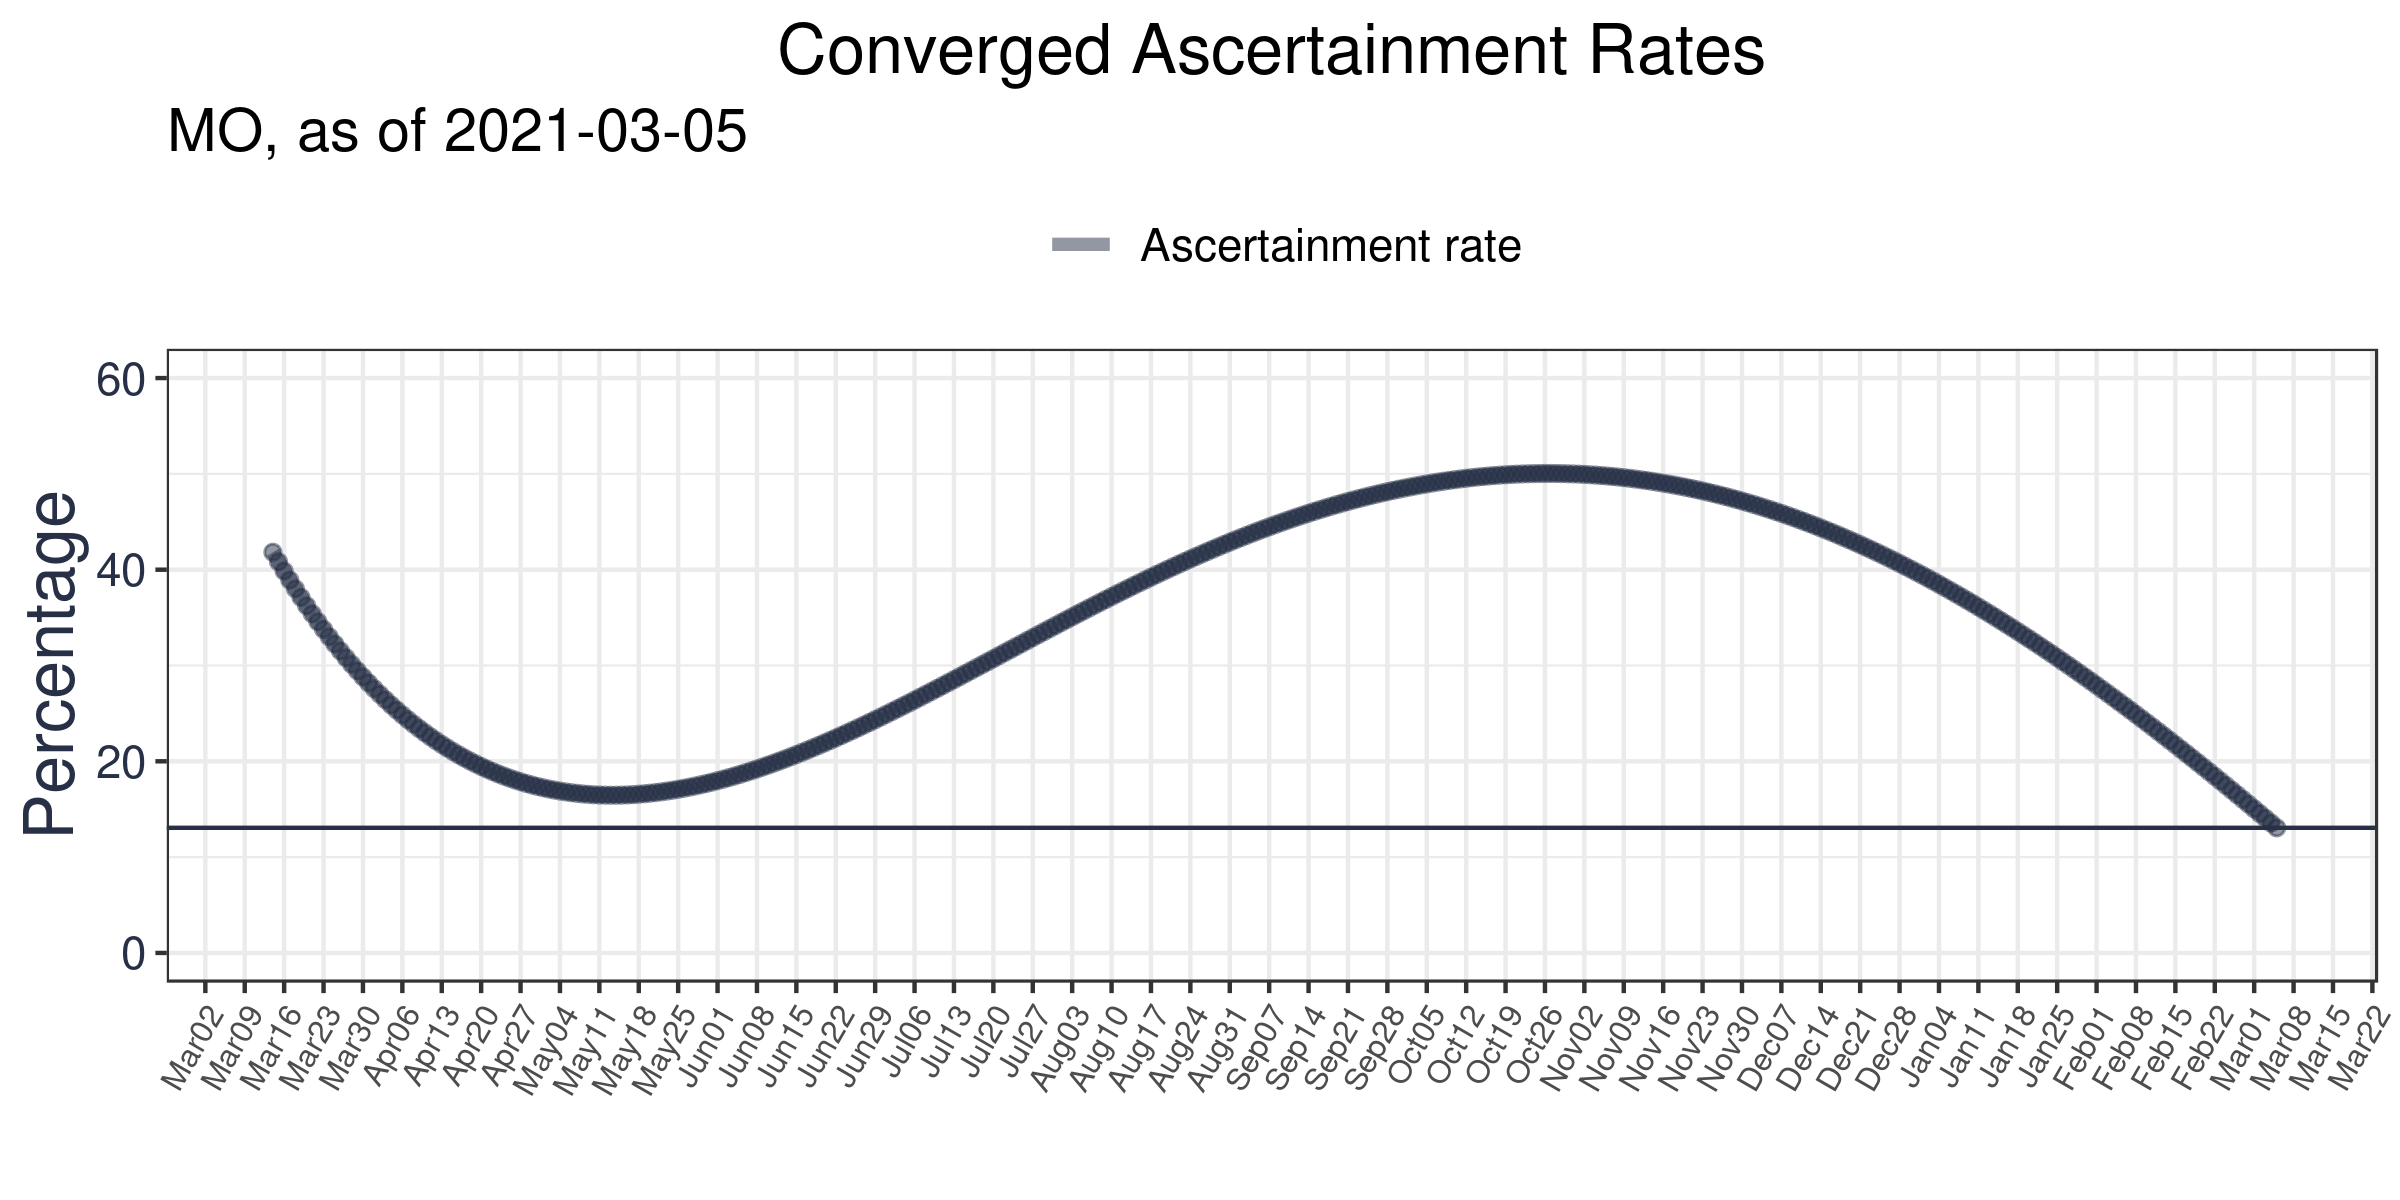 Converged Ascertainment Rates
MO, as of 2021-03-05
Ascertainment rate
Percentage
60
40
20
0
Mar02
Mar09
Mar16
Mar23
Mar30
Apr06
Apr13
Apr20
Apr27
May04
May11
May18
May25
Jun01
Jun08
Jun15
Jun22
Jun29
Jul06
Jul13
Jul20
Jul27
Aug03
Aug10
Aug17
Aug24
Aug31
Sep07
Sep14
Sep21
Sep28
Oct05
Oct12
Oct19
Oct26
Nov02
Nov09
Nov16
Nov23
Nov30
Dec07
Dec14
Dec21
Dec28
Jan04
Jan11
Jan18
Jan25
Feb01
Feb08
Feb15
Feb22
Mar01
Mar08
Mar15
Mar22